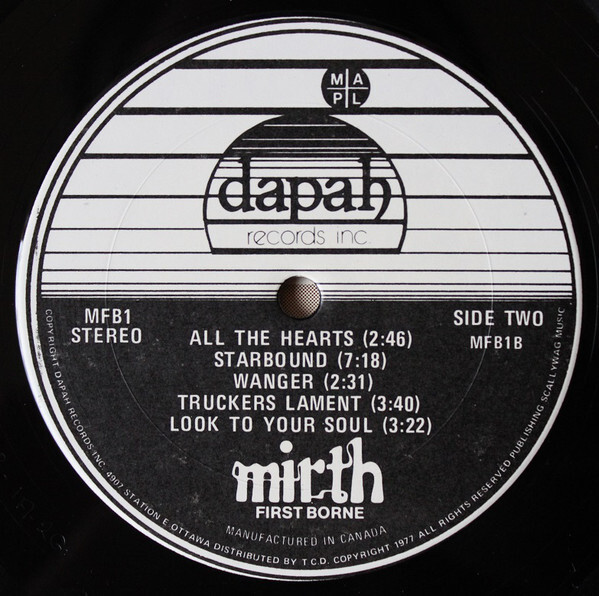 M A
P L
dapah
records inc
MFB1
STEREO
SIDE TWO
MFB1B
ALL THE HEARTS (2:46)
STARBOUND (7:18)
WANGER (2:31)
TRUCKERS LAMENT (3:40)
LOOK TO YOUR SOUL (3:22)
mirth
FIRST BORNE
MANUFACTURED IN CANADA
COPYRIGHT DAPAH RECORDS INC. 4907 STATION E OTTAWA DISTRIBUTED BY T.C.D. COPYRIGHT 1977 ALL RIGHTS RESERVED PUBLISHING SCALLYWAG MUSIC